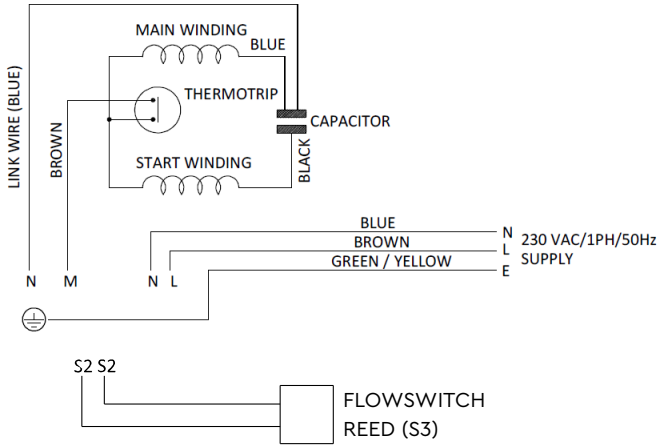 MAIN WINDING
BLUE
THERMOTRIP
LINK WIRE (BLUE)
BROWN
CAPACITOR
START WINDING
BLACK
BLUE
N
BROWN
L
GREEN / YELLOW
E
230 VAC/1PH/50Hz
SUPPLY
N M N L
S2 S2
FLOWSWITCH
REED (S3)